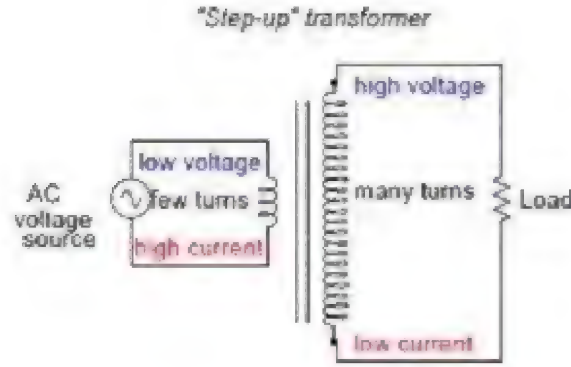 "Step-up" transformer
high voltage
low voltage
AC
voltage
source
few turns
many turns
Load
high current
low current